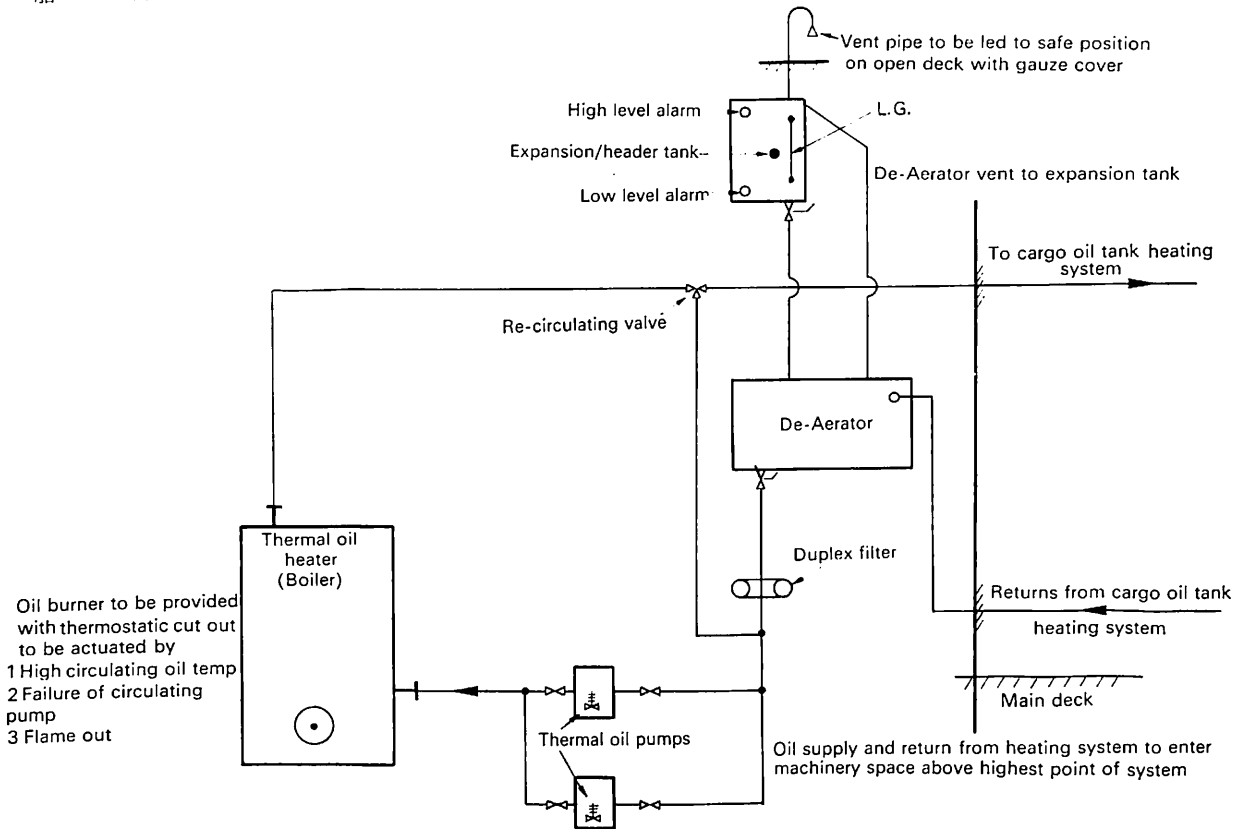 船
Vent pipe to be led to safe position
on open deck with gauze cover
High level alarm
L.G.
Expansion/header tank
De-Aerator vent to expansion tank
Low level alarm
To cargo oil tank heating
system
Re-circulating valve
De-Aerator
Thermal oil
heater
(Boiler)
Duplex filter
Oil burner to be provided
with thermostatic cut out
to be actuated by
1 High circulating oil temp
2 Failure of circulating
pump
3 Flame out
Returns from cargo oil tank
heating system
Main deck
Thermal oil pumps
Oil supply and return from heating system to enter
machinery space above highest point of system